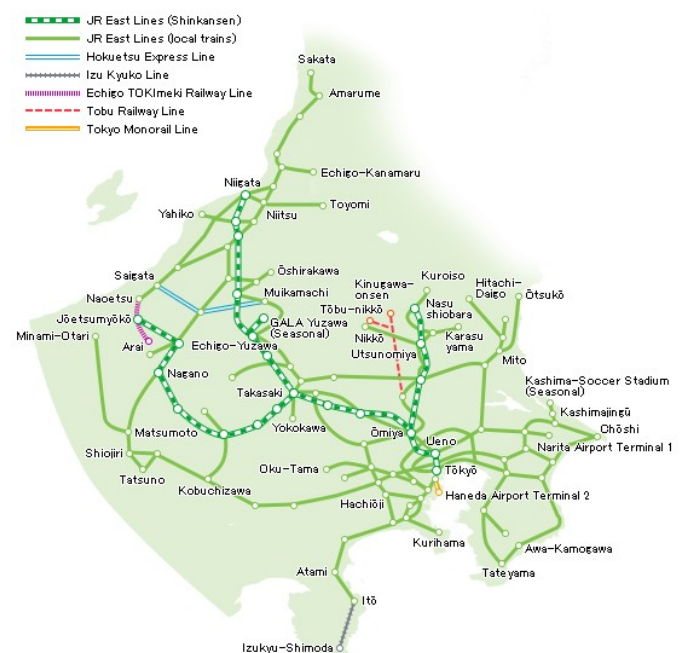 JR East Lines (Shinkansen)
JR East Lines (local trains)
Hokuetsu Express Line
Izu Kyuko Line
Echigo TOKImeki Railway Line
Tobu Railway Line
Tokyo Monorail Line
Sakata
Amarume
Echigo-Kanamaru
Niigata
Toyomi
Yahiko
Niitsu
Saigata
Ōshirakawa
Naoetsu
Muikamachi
Kinugawa-
onsen
Kuroiso
Hitachi-
Daigo
Ōtsukō
Jōetsumyōkō
GALA Yuzawa
(Seasonal)
Tōbu-nikkō
Nasu
shiobara
Minami-Otari
Arai
Echigo-Yuzawa
Nikkō
Utsunomiya
Karasu
yama
Mito
Nagano
Takasaki
Kashima-Soccer Stadium
(Seasonal)
Kashimajingū
Matsumoto
Yokokawa
Ōmiya
Ueno
Chōshi
Shiojiri
Narita Airport Terminal 1
Tatsuno
Oku-Tama
Tōkyō
Kobuchizawa
Haneda Airport Terminal 2
Hachiōji
Kurihama
Awa-Kamogawa
Atami
Tateyama
Itō
Izukyu-Shimoda